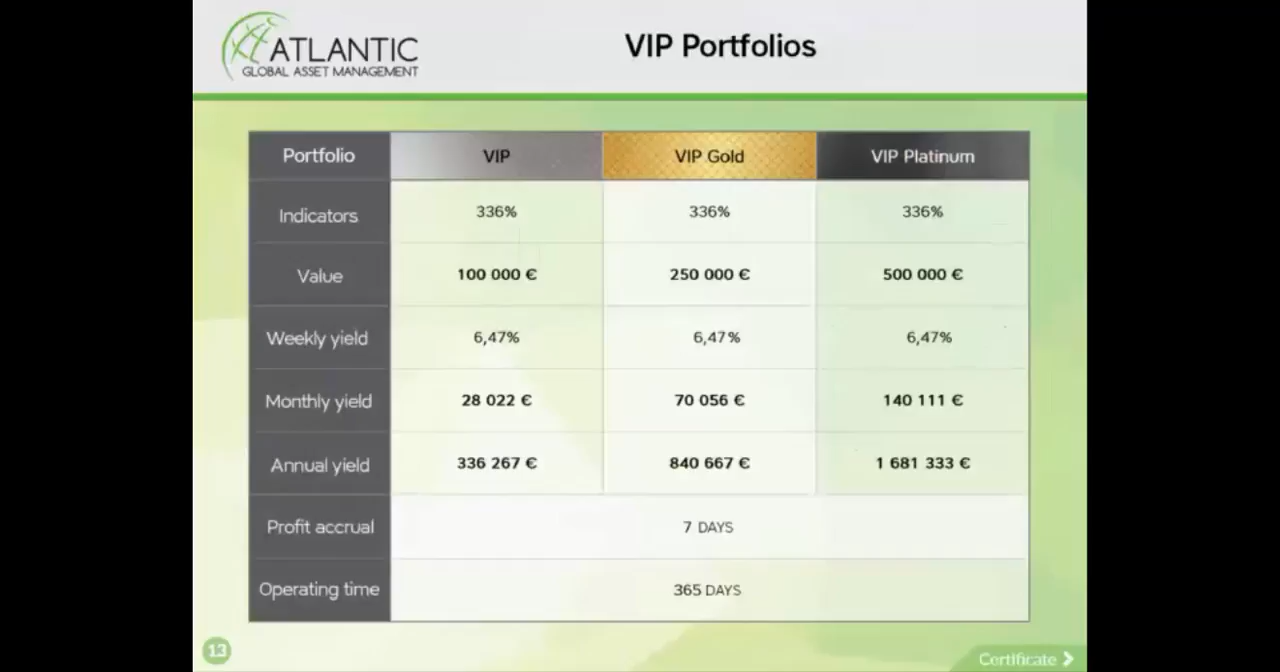 ATLANTIC
GLOBAL ASSET MANAGEMENT
VIP Portfolios
Portfolio VIP VIP Gold VIP Platinum
Indicators 336% 336% 336%
Value 100 000 € 250 000 € 500 000 €
Weekly yield 6,47% 6,47% 6,47%
Monthly yield 28 022 € 70 056 € 140 111 €
Annual yield 336 267 € 840 667 € 1 681 333 €
Profit accrual 7 DAYS
Operating time 365 DAYS
13
Certificate